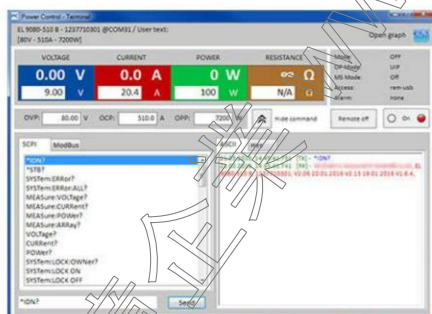 Power Control - Terminal
EL 9080-510 B - 1237710301 @COM31 / User text:
[80V - 510A - 7200W]
Open graph
VOLTAGE CURRENT POWER RESISTANCE
0.00 V 0.0 A 0 W ∞ Ω
9.00 V 20.4 A 100 W N/A Ω
Mode: OFF
OP Mode: UIP
MS Mode: Off
Access: rem-usb
Alarm: none
OVP: 80.00 V OCP: 510.0 A OPP: 7200 W Hide command Remote off On
SCPI ModBus
*IDN?
*STB?
SYSTem:ERRor?
SYSTem:ERRor:ALL?
MEASure:VOLTage?
MEASure:CURRent?
MEASure:POWer?
MEASure:ARRay?
VOLTage?
CURRent?
POWer?
SYSTem:LOCK:OWNer?
SYSTem:LOCK ON
SYSTem:LOCK OFF
*IDN? Send
ASCII Hex
*IDN?
EL